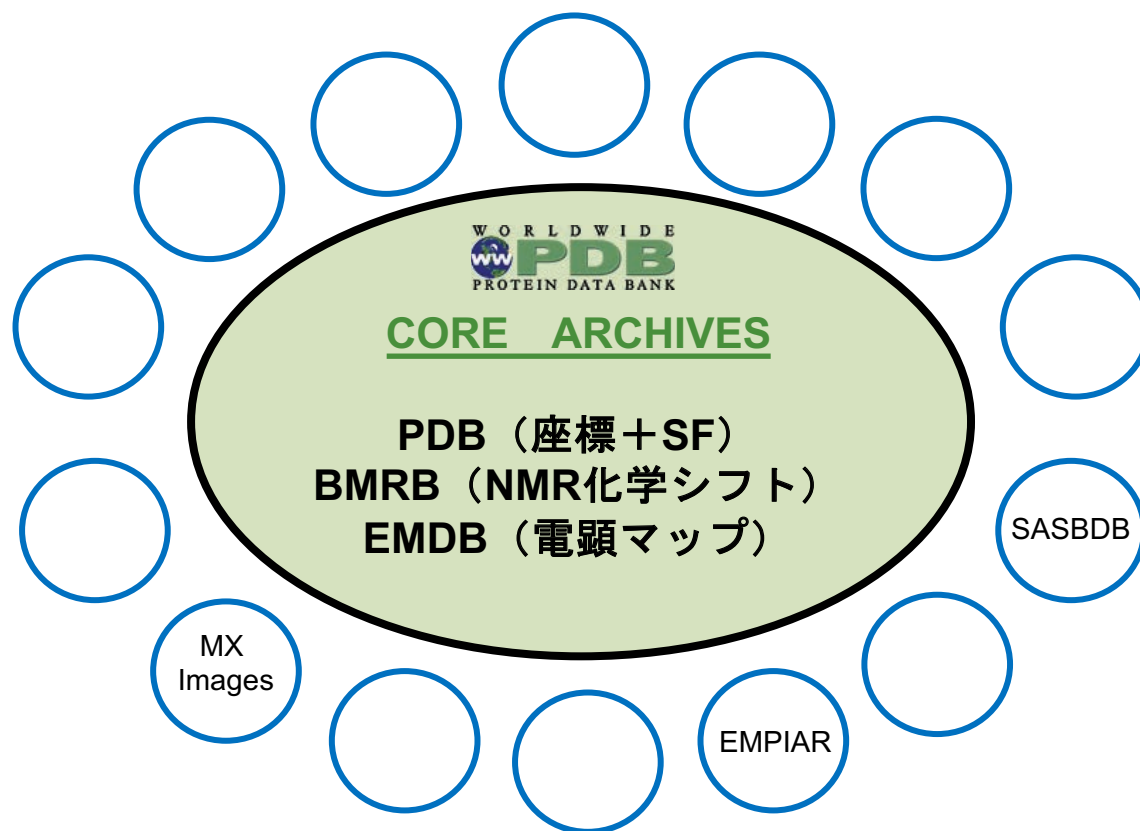 WORLDWIDE
ww PDB
PROTEIN DATA BANK
CORE ARCHIVES
PDB（座標＋SF）
BMRB（NMR化学シフト）
EMDB（電顕マップ）
SASBDB
MX
Images
EMPIAR